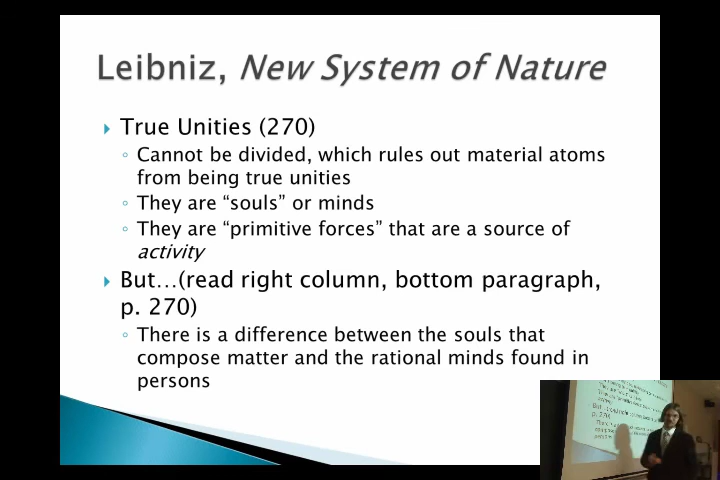 Leibniz, New System of Nature
True Unities (270)
Cannot be divided, which rules out material atoms
from being true unities
They are “souls” or minds
They are “primitive forces” that are a source of
activity
But…(read right column, bottom paragraph,
p. 270)
There is a difference between the souls that
compose matter and the rational minds found in
persons